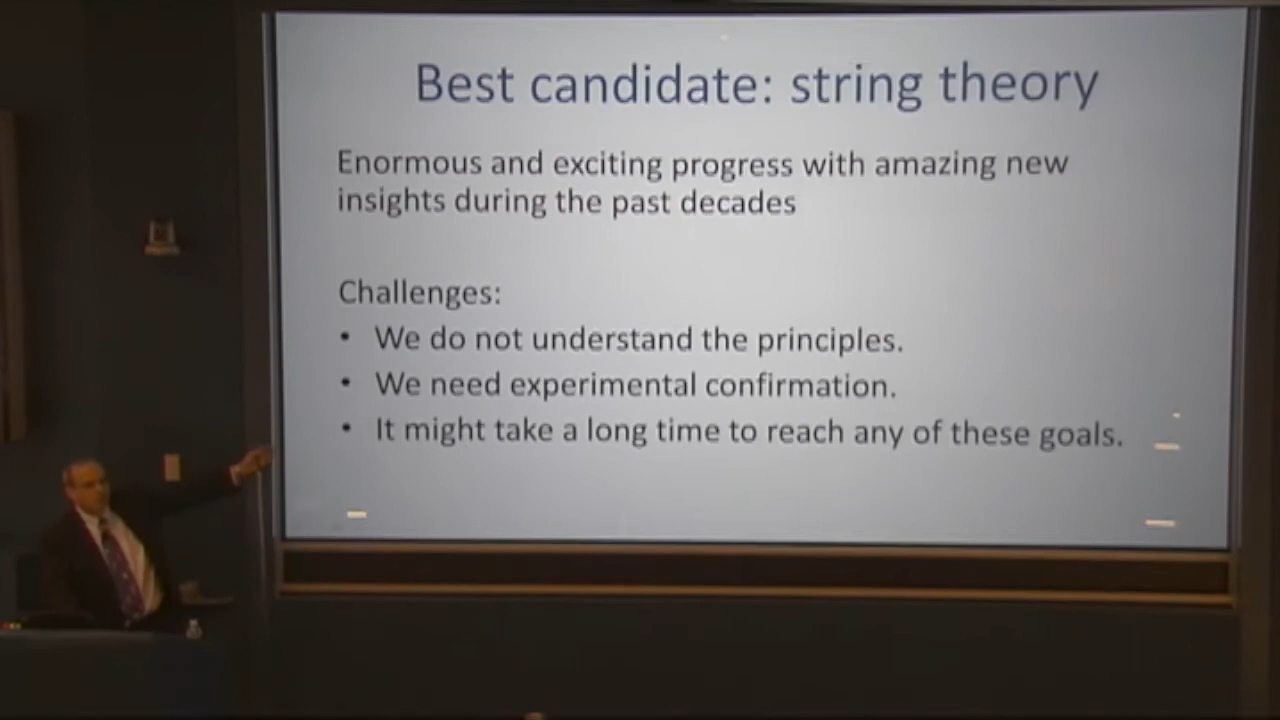 Best candidate: string theory
Enormous and exciting progress with amazing new
insights during the past decades
Challenges:
• We do not understand the principles.
• We need experimental confirmation.
• It might take a long time to reach any of these goals.